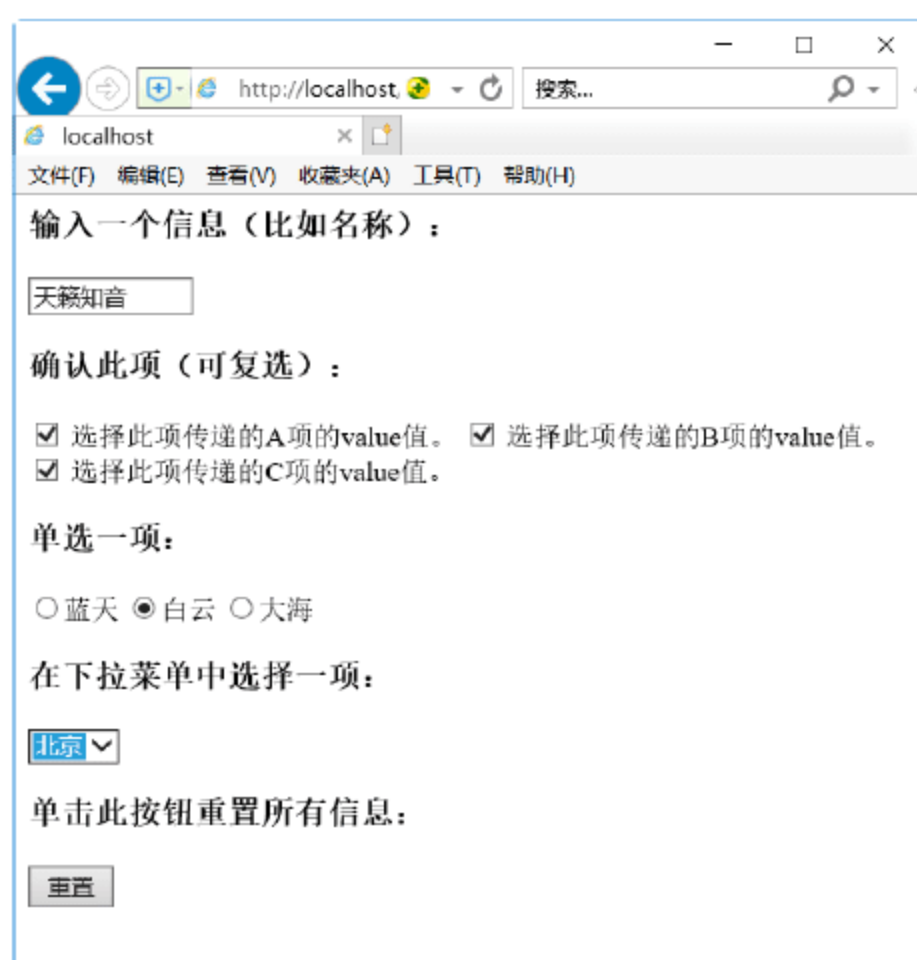 http://localhost,
搜索...
localhost
文件(F) 编辑(E) 查看(V) 收藏夹(A) 工具(T) 帮助(H)
输入一个信息（比如名称）：
天籁知音
确认此项（可复选）：
选择此项传递的A项的value值。 选择此项传递的B项的value值。
选择此项传递的C项的value值。
单选一项：
蓝天 白云 大海
在下拉菜单中选择一项：
北京
单击此按钮重置所有信息：
重置